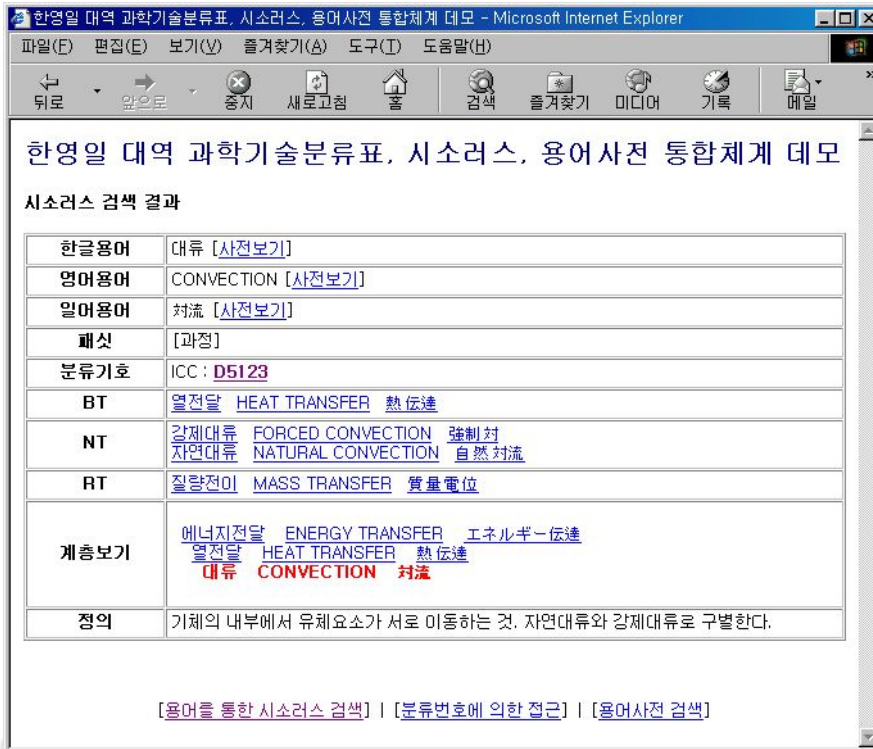 한영일 대역 과학기술분류표, 시소러스, 용어사전 통합체계 데모 - Microsoft Internet Explorer
파일(F) 편집(E) 보기(V) 즐겨찾기(A) 도구(T) 도움말(H)
뒤로 앞으로 중지 새로고침 홈 검색 즐겨찾기 미디어 기록 메일 »
한영일 대역 과학기술분류표, 시소러스, 용어사전 통합체계 데모
시소러스 검색 결과
한글용어 대류 [사전보기]
영어용어 CONVECTION [사전보기]
일어용어 対流 [사전보기]
패싯 [과정]
분류기호 ICC : D5123
BT 열전달 HEAT TRANSFER 熱伝達
NT 강제대류 FORCED CONVECTION 強制対
자연대류 NATURAL CONVECTION 自然対流
RT 질량전이 MASS TRANSFER 質量電位
계층보기 에너지전달 ENERGY TRANSFER エネルギー伝達
열전달 HEAT TRANSFER 熱伝達
대류 CONVECTION 対流
정의 기체의 내부에서 유체요소가 서로 이동하는 것. 자연대류와 강제대류로 구별한다.
[용어를 통한 시소러스 검색] | [분류번호에 의한 접근] | [용어사전 검색]